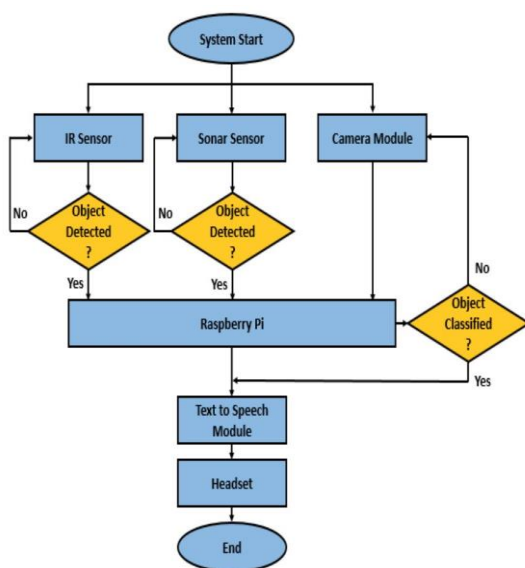 System Start
IR Sensor
Sonar Sensor
Camera Module
No
Object
Detected
?
No
Object
Detected
?
No
Yes
Yes
Raspberry Pi
Object
Classified
?
Yes
Text to Speech
Module
Headset
End